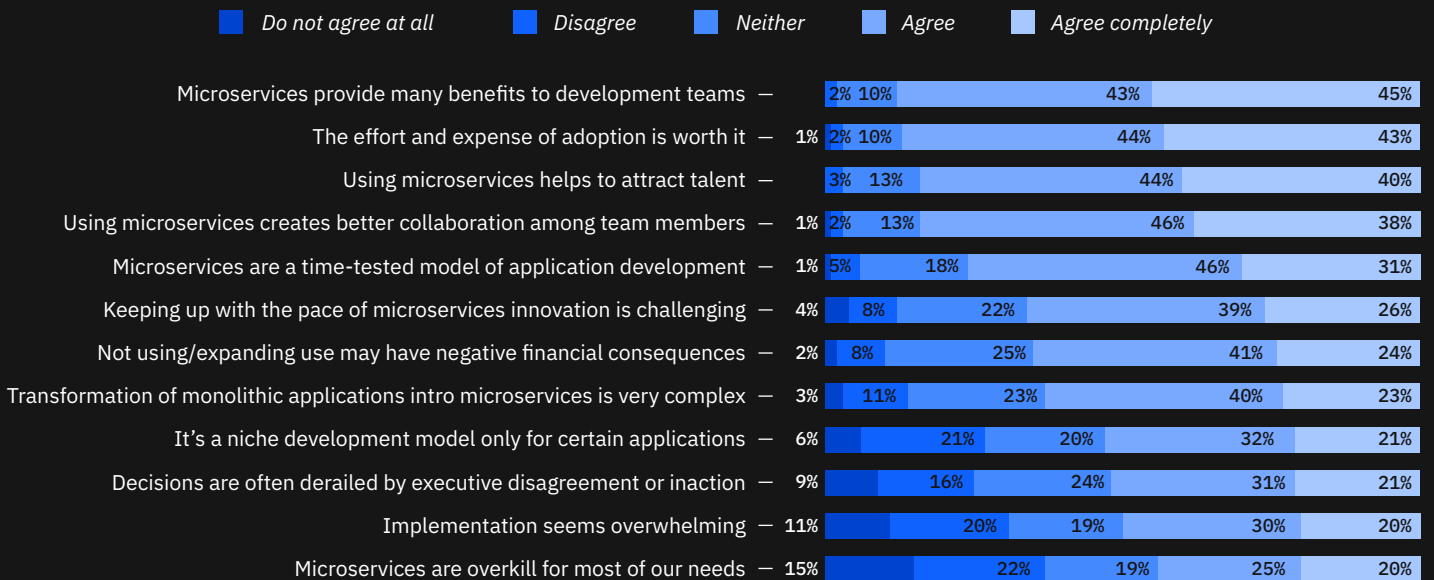 Do not agree at all Disagree Neither Agree Agree completely
Microservices provide many benefits to development teams — 2% 10% 43% 45%
The effort and expense of adoption is worth it — 1% 2% 10% 44% 43%
Using microservices helps to attract talent — 3% 13% 44% 40%
Using microservices creates better collaboration among team members — 1% 2% 13% 46% 38%
Microservices are a time-tested model of application development — 1% 5% 18% 46% 31%
Keeping up with the pace of microservices innovation is challenging — 4% 8% 22% 39% 26%
Not using/expanding use may have negative financial consequences — 2% 8% 25% 41% 24%
Transformation of monolithic applications intro microservices is very complex — 3% 11% 23% 40% 23%
It’s a niche development model only for certain applications — 6% 21% 20% 32% 21%
Decisions are often derailed by executive disagreement or inaction — 9% 16% 24% 31% 21%
Implementation seems overwhelming — 11% 20% 19% 30% 20%
Microservices are overkill for most of our needs — 15% 22% 19% 25% 20%